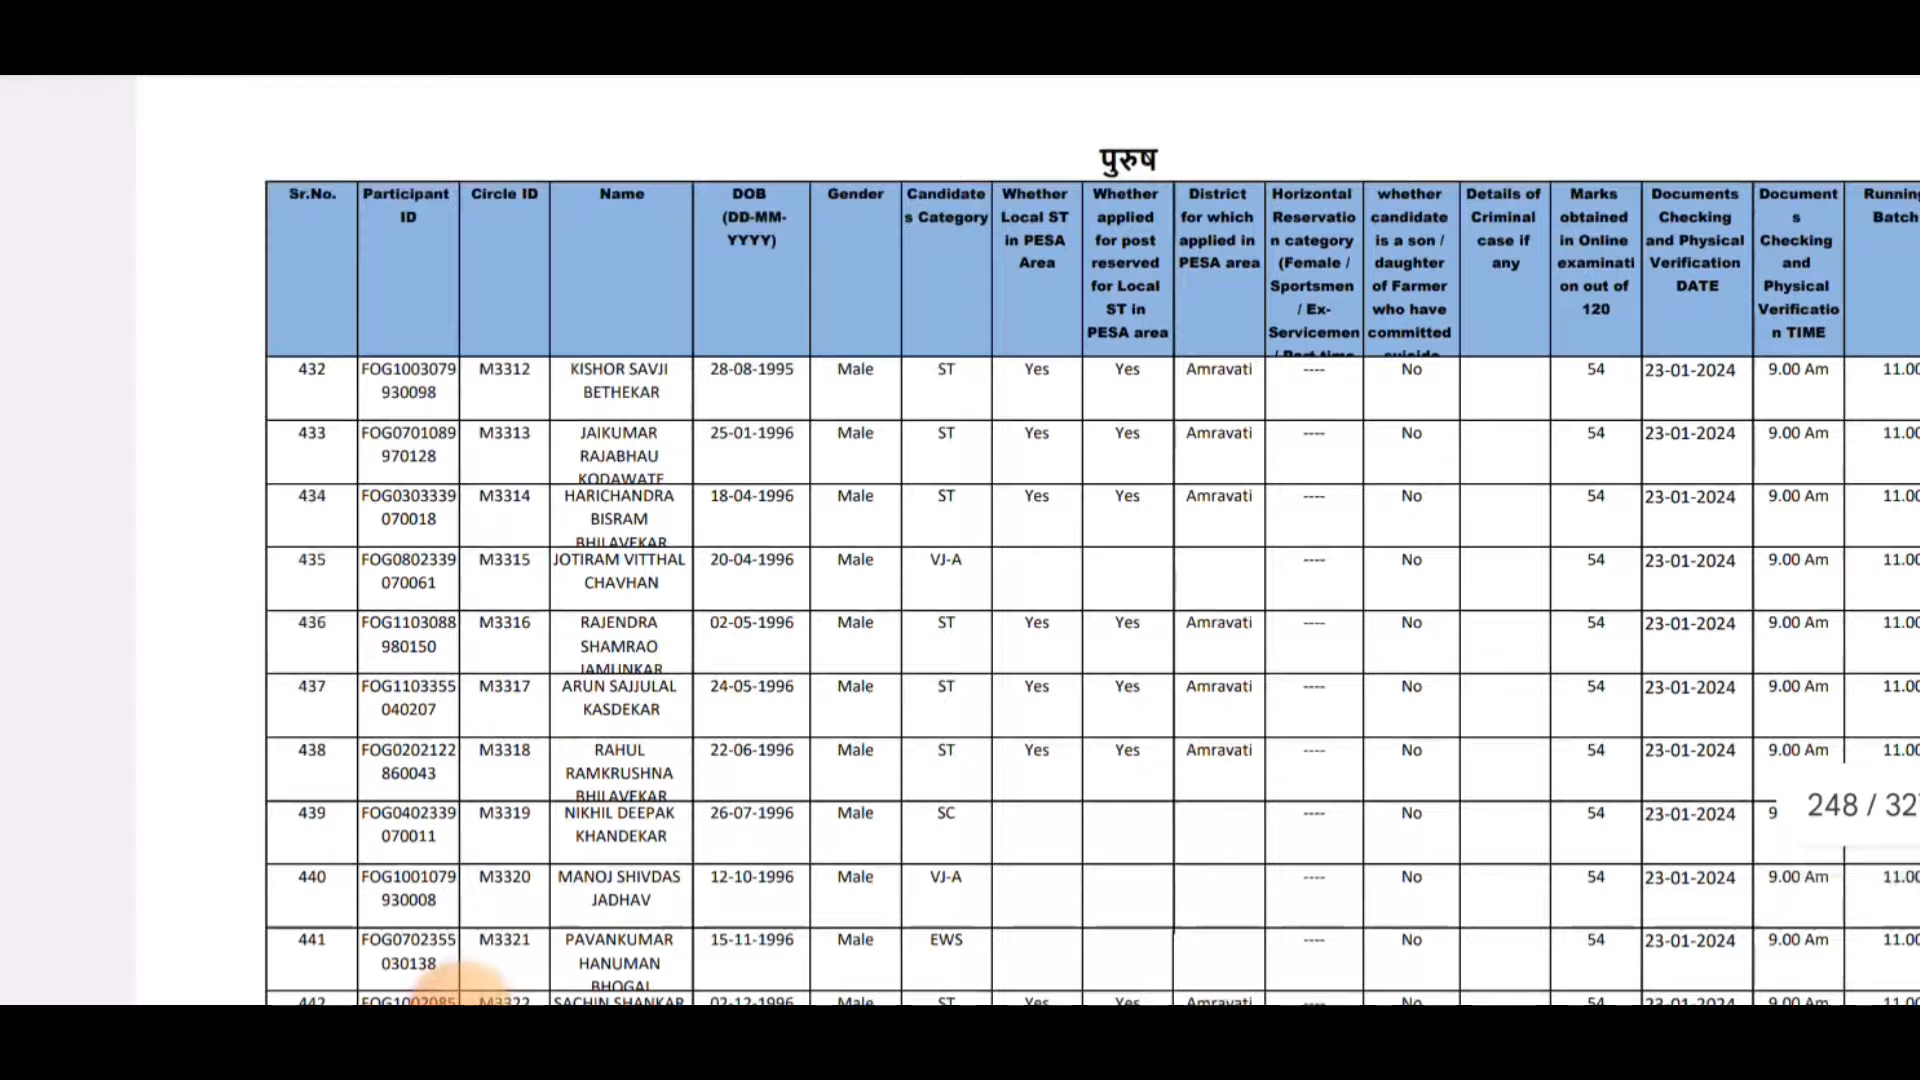 पुरुष
Sr.No. Participant ID Circle ID Name DOB (DD-MM-YYYY) Gender Candidates Category Whether Local ST in PESA Area Whether applied for post reserved for Local ST in PESA area District for which applied in PESA area Horizontal Reservation category (Female / Sportsmen / Ex-Servicemen / Part time whether candidate is a son / daughter of Farmer who have committed suicide Details of Criminal case if any Marks obtained in Online examination out of 120 Documents Checking and Physical Verification DATE Documents Checking and Physical Verification TIME Running Batch
432 FOG1003079930098 M3312 KISHOR SAVJI BETHEKAR 28-08-1995 Male ST Yes Yes Amravati ---- No 54 23-01-2024 9.00 Am 11.00
433 FOG0701089970128 M3313 JAIKUMAR RAJABHAU KODAWATE 25-01-1996 Male ST Yes Yes Amravati ---- No 54 23-01-2024 9.00 Am 11.00
434 FOG0303339070018 M3314 HARICHANDRA BISRAM BHILAVEKAR 18-04-1996 Male ST Yes Yes Amravati ---- No 54 23-01-2024 9.00 Am 11.00
435 FOG0802339070061 M3315 JOTIRAM VITTHAL CHAVHAN 20-04-1996 Male VJ-A ---- No 54 23-01-2024 9.00 Am 11.00
436 FOG1103088980150 M3316 RAJENDRA SHAMRAO JAMUNKAR 02-05-1996 Male ST Yes Yes Amravati ---- No 54 23-01-2024 9.00 Am 11.00
437 FOG1103355040207 M3317 ARUN SAJJULAL KASDEKAR 24-05-1996 Male ST Yes Yes Amravati ---- No 54 23-01-2024 9.00 Am 11.00
438 FOG0202122860043 M3318 RAHUL RAMKRUSHNA BHILAVEKAR 22-06-1996 Male ST Yes Yes Amravati ---- No 54 23-01-2024 9.00 Am 11.00
439 FOG0402339070011 M3319 NIKHIL DEEPAK KHANDEKAR 26-07-1996 Male SC ---- No 54 23-01-2024 9
248 / 32
440 FOG1001079930008 M3320 MANOJ SHIVDAS JADHAV 12-10-1996 Male VJ-A ---- No 54 23-01-2024 9.00 Am 11.00
441 FOG0702355030138 M3321 PAVANKUMAR HANUMAN BHOGAL 15-11-1996 Male EWS ---- No 54 23-01-2024 9.00 Am 11.00
442 FOG1002085 M3322 SACHIN SHANKAR 02-12-1996 Male ST Yes Yes Amravati No 54 23-01-2024 9.00 Am 11.00